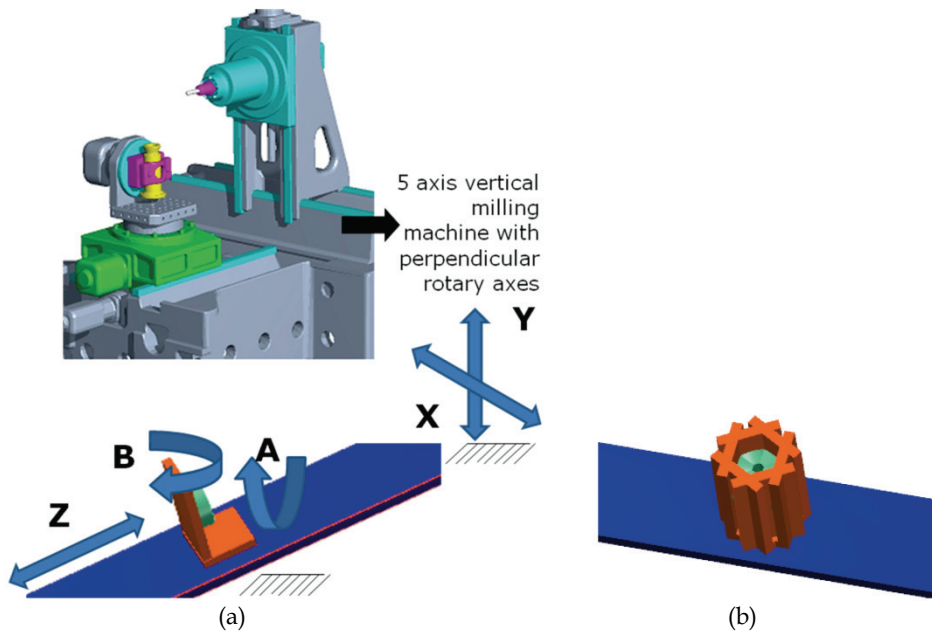 5 axis vertical
milling
machine with
perpendicular
rotary axes
Y
X
B
A
Z
(a)
(b)